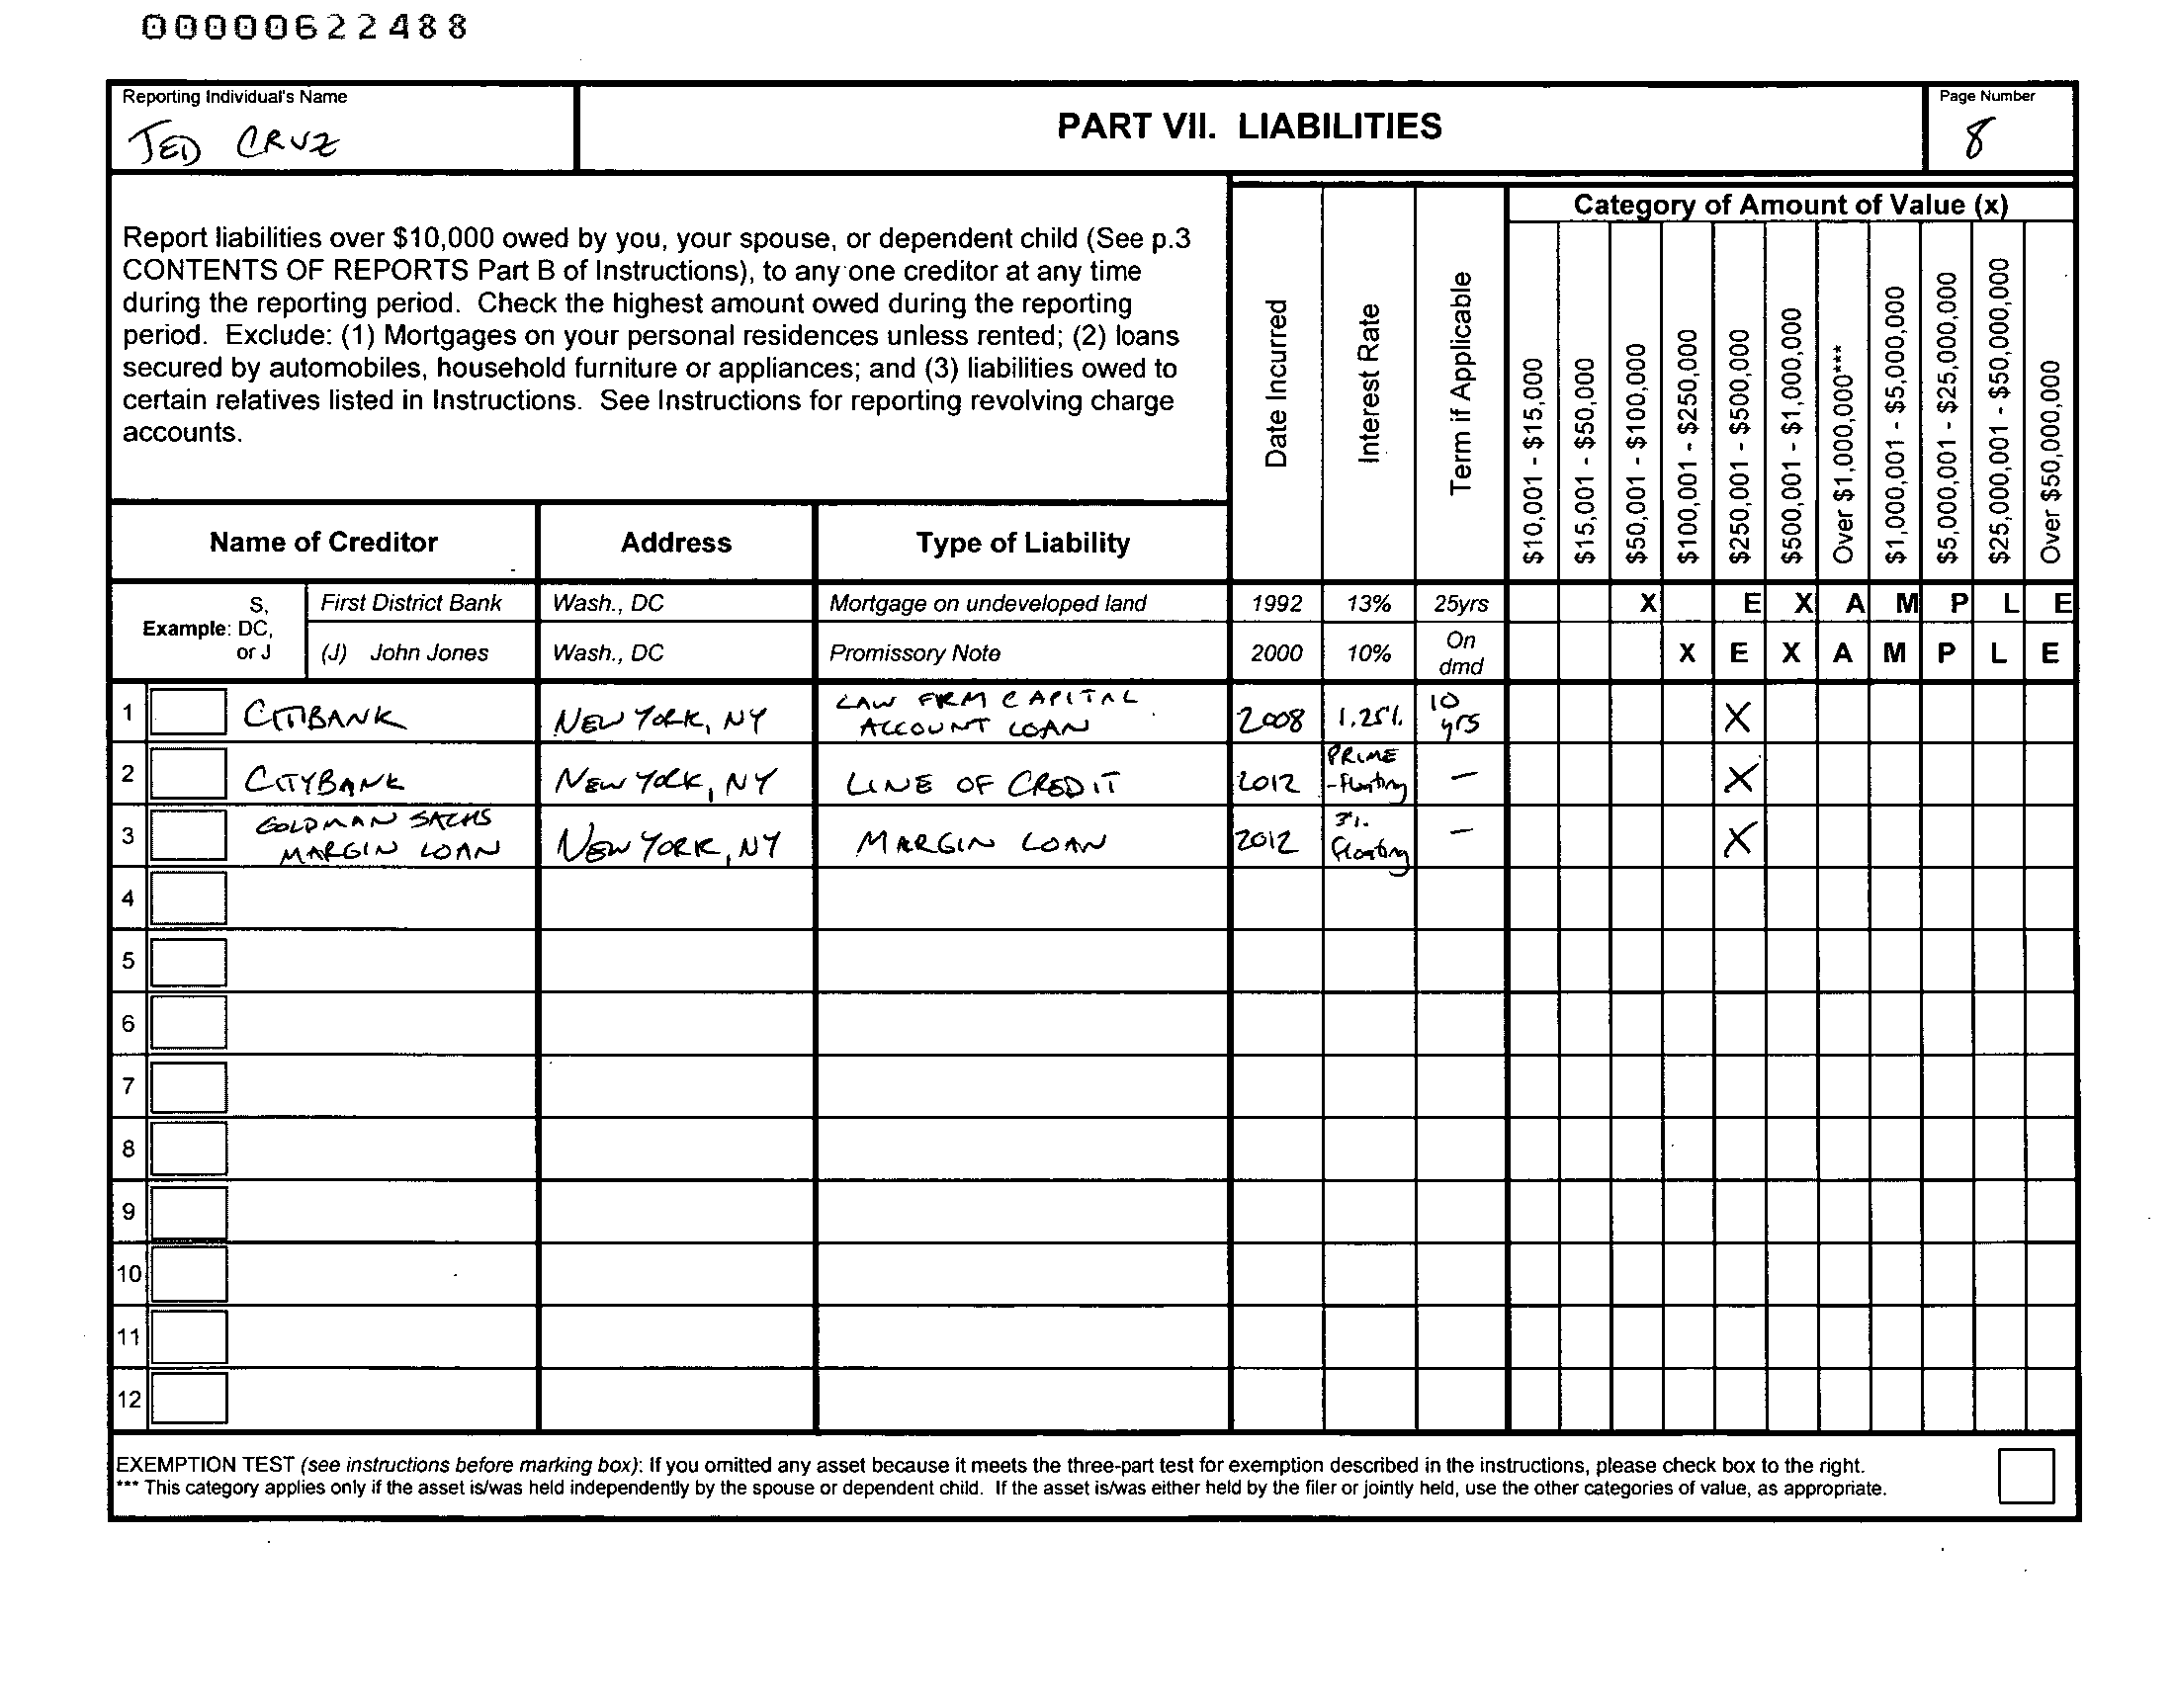 00000622488
Reporting Individual's Name
TED CRUZ
PART VII. LIABILITIES
Page Number
8
Report liabilities over $10,000 owed by you, your spouse, or dependent child (See p.3
CONTENTS OF REPORTS Part B of Instructions), to any one creditor at any time
during the reporting period. Check the highest amount owed during the reporting
period. Exclude: (1) Mortgages on your personal residences unless rented; (2) loans
secured by automobiles, household furniture or appliances; and (3) liabilities owed to
certain relatives listed in Instructions. See Instructions for reporting revolving charge
accounts.
Date Incurred
Interest Rate
Term if Applicable
Category of Amount of Value (x)
$10,001 - $15,000
$15,001 - $50,000
$50,001 - $100,000
$100,001 - $250,000
$250,001 - $500,000
$500,001 - $1,000,000
Over $1,000,000***
$1,000,001 - $5,000,000
$5,000,001 - $25,000,000
$25,000,001 - $50,000,000
Over $50,000,000
Name of Creditor Address Type of Liability
Example: S, DC, or J
First District Bank Wash., DC Mortgage on undeveloped land 1992 13% 25yrs X E X A M P L E
(J) John Jones Wash., DC Promissory Note 2000 10% On dmd X E X A M P L E
1 CITIBANK NEW YORK, NY LAW FIRM CAPITAL ACCOUNT LOAN 2008 1.25% 10 yrs X
2 CITYBANK NEW YORK, NY LINE OF CREDIT 2012 PRIME - floating — X
3 GOLDMAN SACHS MARGIN LOAN NEW YORK, NY MARGIN LOAN 2012 3% floating — X
4
5
6
7
8
9
10
11
12
EXEMPTION TEST (see instructions before marking box): If you omitted any asset because it meets the three-part test for exemption described in the instructions, please check box to the right.
*** This category applies only if the asset is/was held independently by the spouse or dependent child. If the asset is/was either held by the filer or jointly held, use the other categories of value, as appropriate.